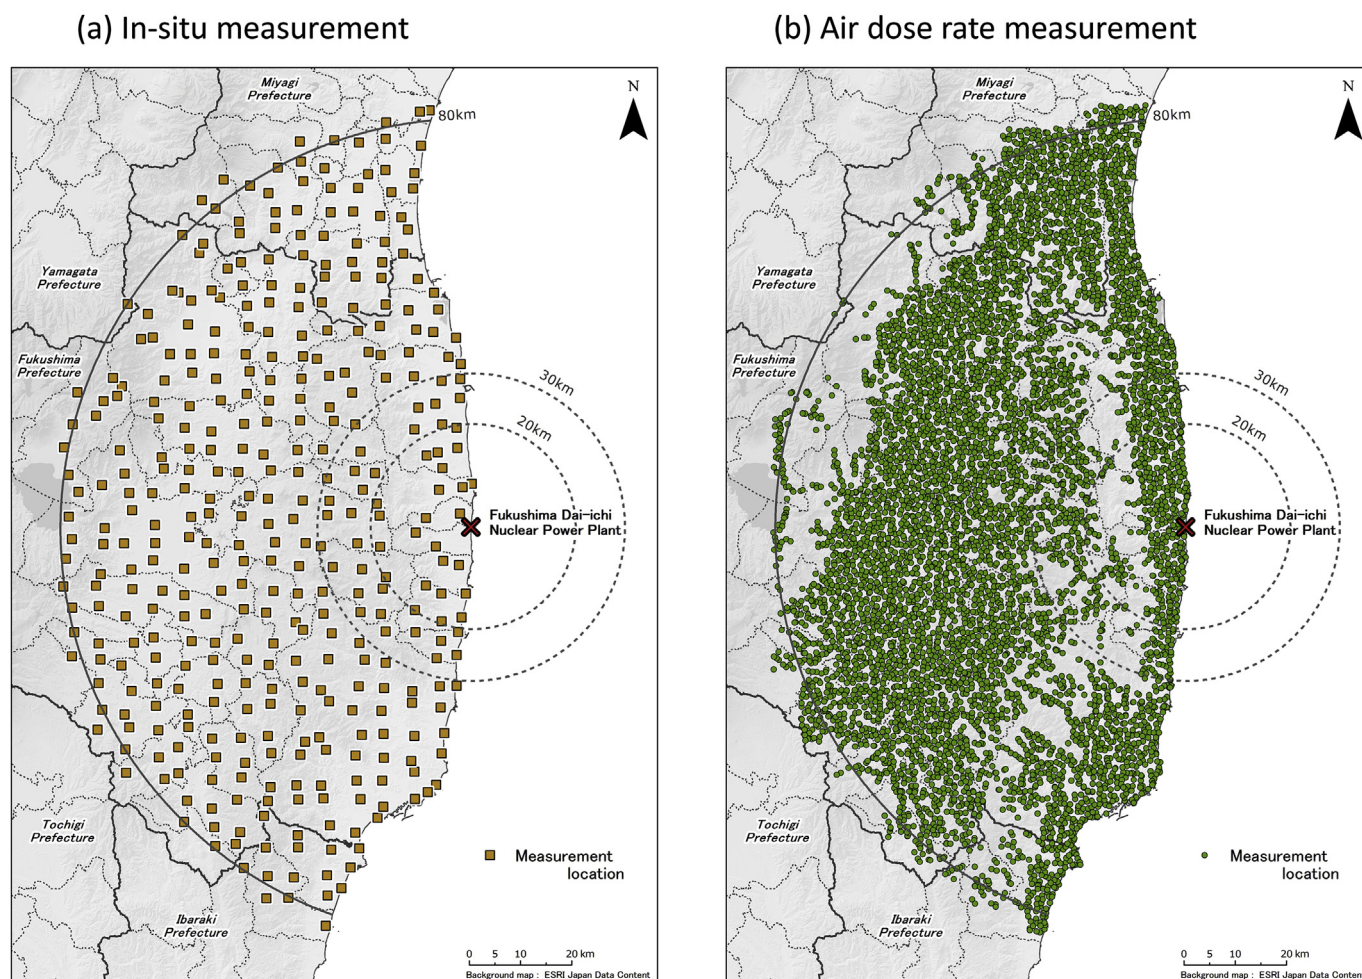 (a) In-situ measurement
Miyagi
Prefecture
N
80km
Yamagata
Prefecture
Fukushima
Prefecture
30km
20km
Fukushima Dai-ichi
Nuclear Power Plant
Tochigi
Prefecture
Measurement
location
Ibaraki
Prefecture
0 5 10 20 km
Background map : ESRI Japan Data Content
(b) Air dose rate measurement
Miyagi
Prefecture
N
80km
Yamagata
Prefecture
Fukushima
Prefecture
30km
20km
Fukushima Dai-ichi
Nuclear Power Plant
Tochigi
Prefecture
Measurement
location
Ibaraki
Prefecture
0 5 10 20 km
Background map : ESRI Japan Data Content